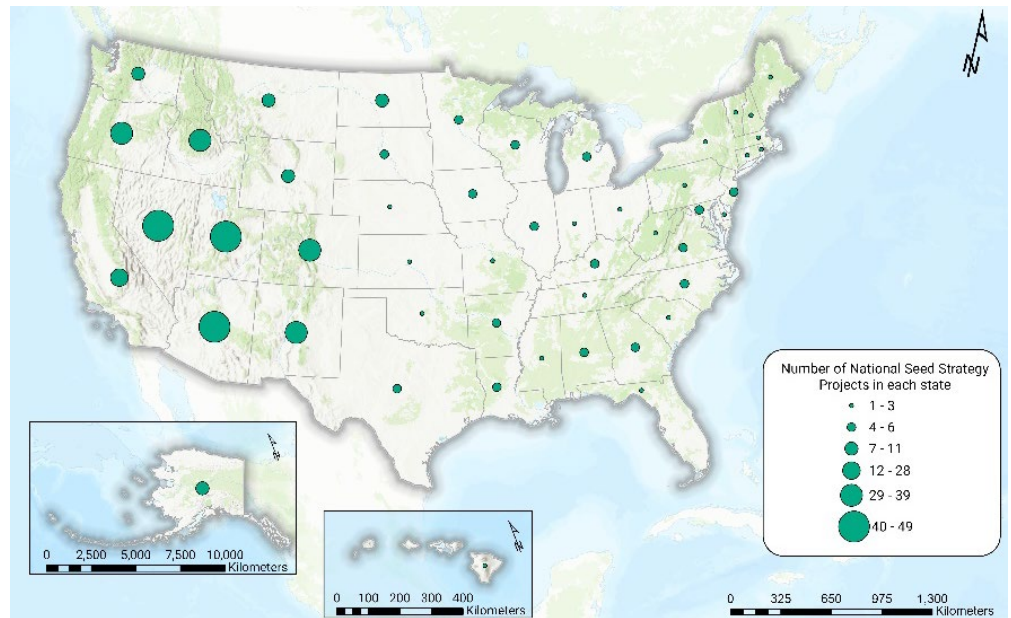 N
Number of National Seed Strategy
Projects in each state
1 - 3
4 - 6
7 - 11
12 - 28
29 - 39
40 - 49
N
0 2,500 5,000 7,500 10,000
Kilometers
N
0 100 200 300 400
Kilometers
0 325 650 975 1,300
Kilometers